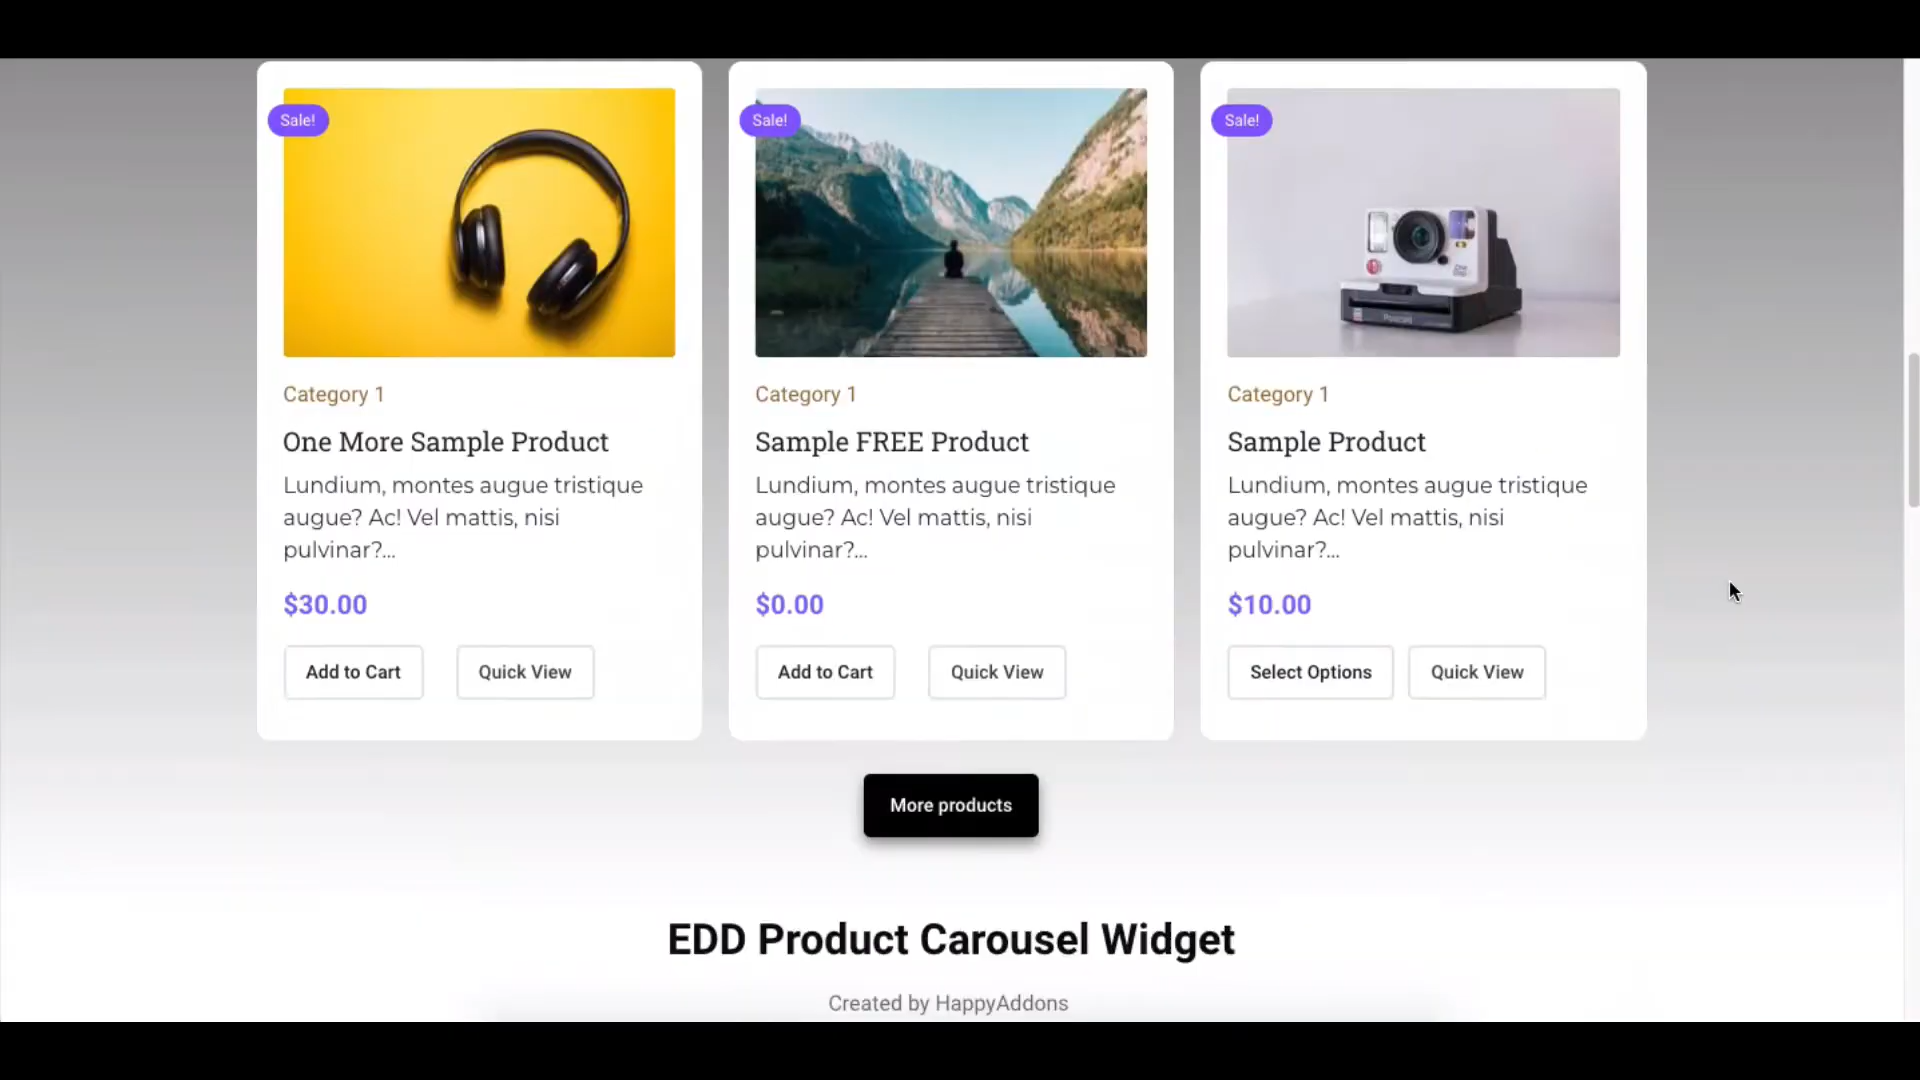 Sale!
Sale!
Sale!
Polaroid
Category 1
Category 1
Category 1
One More Sample Product
Sample FREE Product
Sample Product
Lundium, montes augue tristique
augue? Ac! Vel mattis, nisi
pulvinar?...
Lundium, montes augue tristique
augue? Ac! Vel mattis, nisi
pulvinar?...
Lundium, montes augue tristique
augue? Ac! Vel mattis, nisi
pulvinar?...
$30.00
$0.00
$10.00
Add to Cart
Quick View
Add to Cart
Quick View
Select Options
Quick View
More products
EDD Product Carousel Widget
Created by HappyAddons